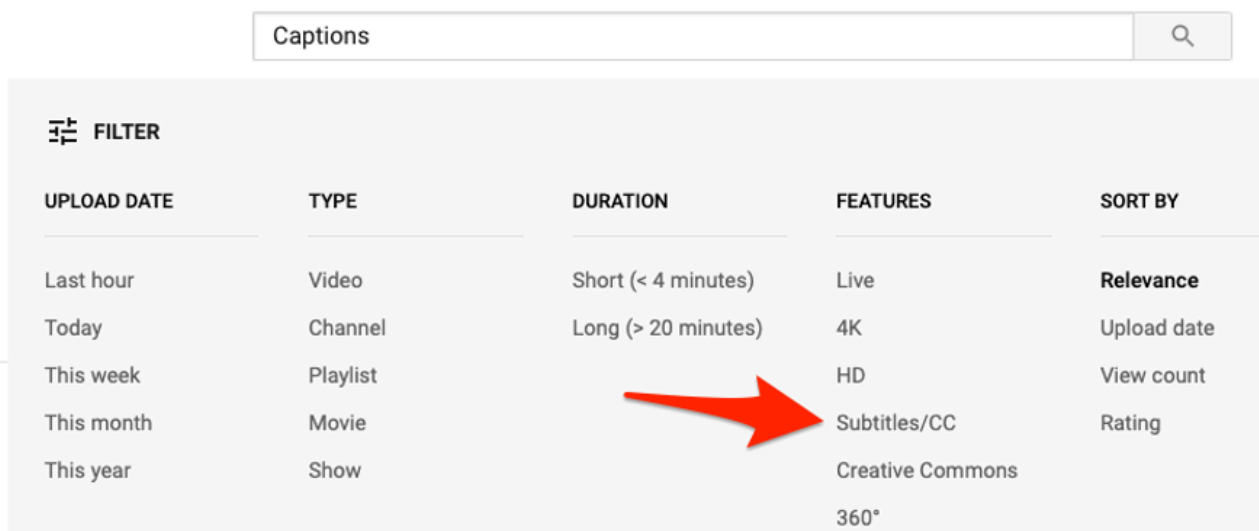 Captions
FILTER
UPLOAD DATE
Last hour
Today
This week
This month
This year
TYPE
Video
Channel
Playlist
Movie
Show
DURATION
Short (< 4 minutes)
Long (> 20 minutes)
FEATURES
Live
4K
HD
Subtitles/CC
Creative Commons
360°
SORT BY
Relevance
Upload date
View count
Rating